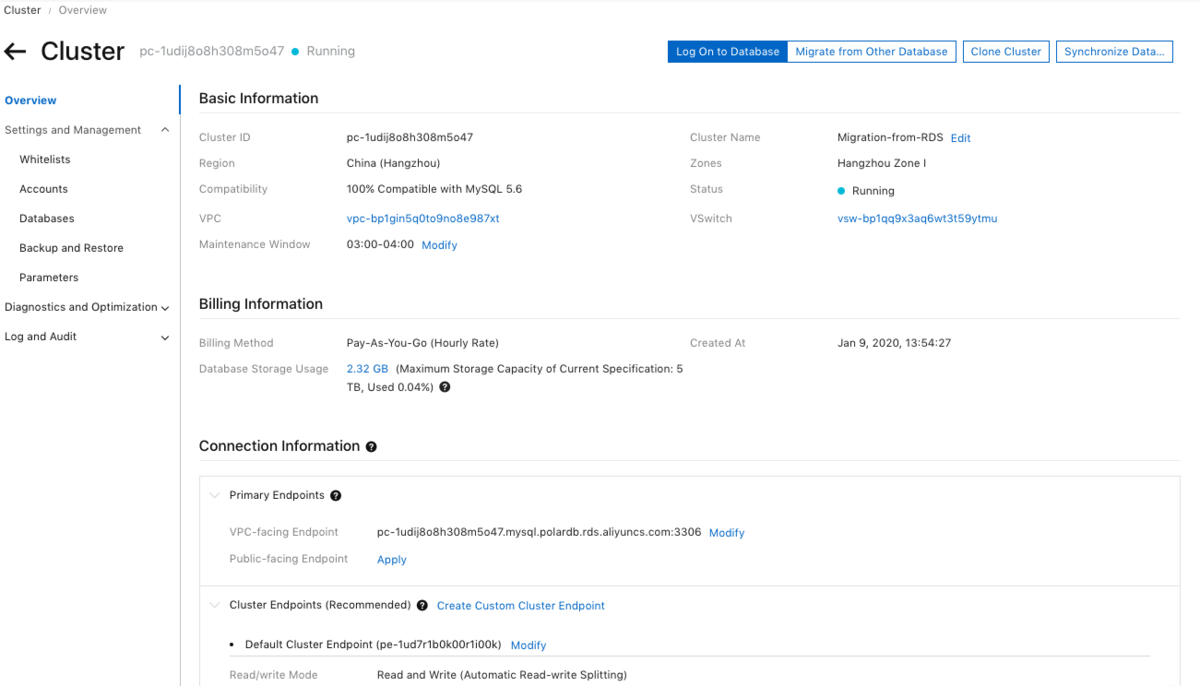 Cluster / Overview
Cluster pc-1udij8o8h308m5o47 Running
Log On to Database Migrate from Other Database Clone Cluster Synchronize Data...
Overview
Settings and Management
Whitelists
Accounts
Databases
Backup and Restore
Parameters
Diagnostics and Optimization
Log and Audit
Basic Information
Cluster ID pc-1udij8o8h308m5o47 Cluster Name Migration-from-RDS Edit
Region China (Hangzhou) Zones Hangzhou Zone I
Compatibility 100% Compatible with MySQL 5.6 Status Running
VPC vpc-bp1gin5q0to9no8e987xt VSwitch vsw-bp1qq9x3aq6wt3t59ytmu
Maintenance Window 03:00-04:00 Modify
Billing Information
Billing Method Pay-As-You-Go (Hourly Rate) Created At Jan 9, 2020, 13:54:27
Database Storage Usage 2.32 GB (Maximum Storage Capacity of Current Specification: 5
TB, Used 0.04%) ?
Connection Information ?
Primary Endpoints ?
VPC-facing Endpoint pc-1udij8o8h308m5o47.mysql.polardb.rds.aliyuncs.com:3306 Modify
Public-facing Endpoint Apply
Cluster Endpoints (Recommended) ? Create Custom Cluster Endpoint
• Default Cluster Endpoint (pe-1ud7r1b0k00r1i00k) Modify
Read/write Mode Read and Write (Automatic Read-write Splitting)